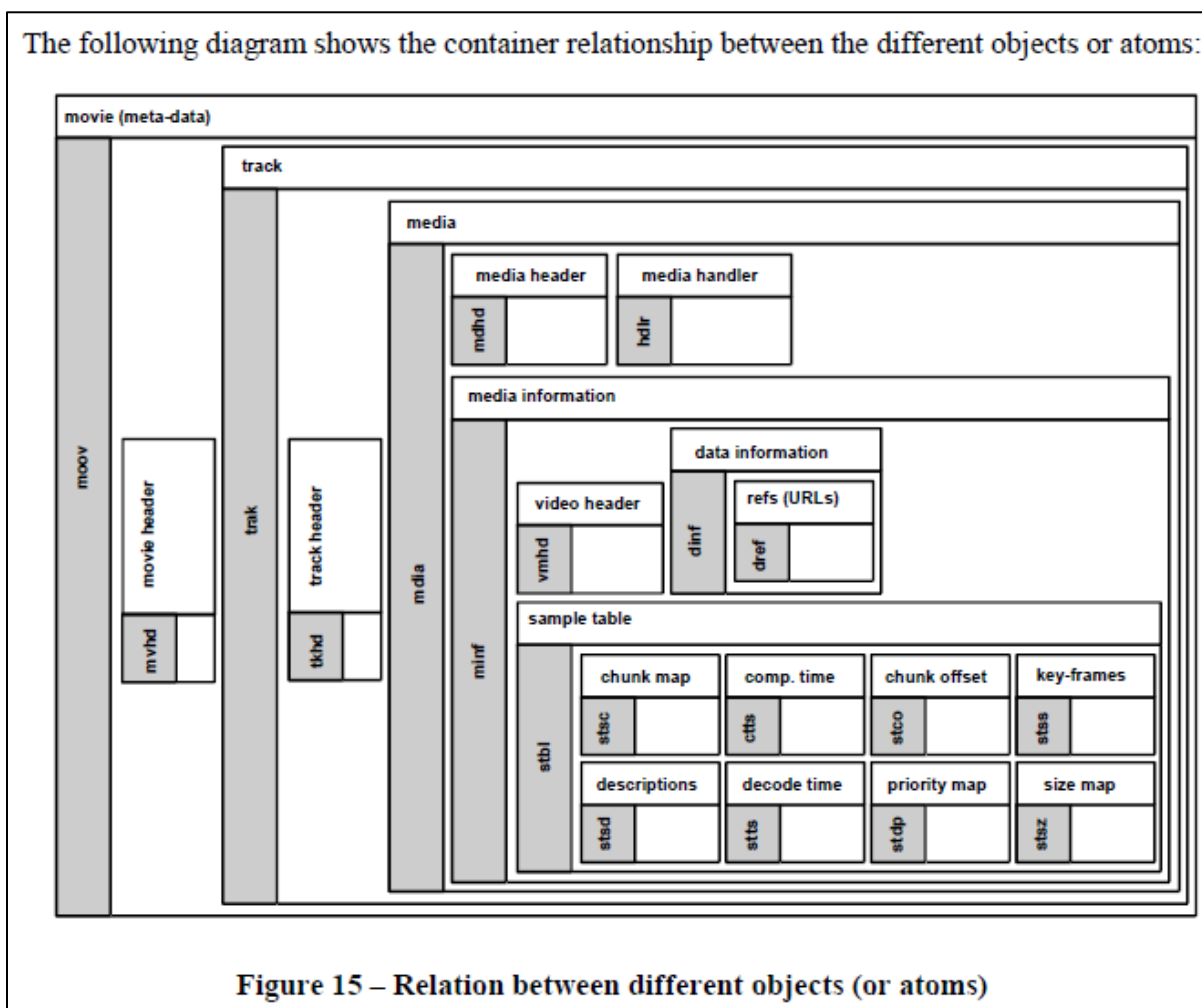 The following diagram shows the container relationship between the different objects or atoms:
movie (meta-data)
moov
movie header
mvhd
track
trak
track header
tkhd
media
mdia
media header
mdhd
media handler
hdlr
media information
minf
video header
vmhd
data information
dinf
refs (URLs)
dref
sample table
stbl
chunk map
stsc
comp. time
ctts
chunk offset
stco
key-frames
stss
descriptions
stsd
decode time
stts
priority map
stdp
size map
stsz
Figure 15 – Relation between different objects (or atoms)